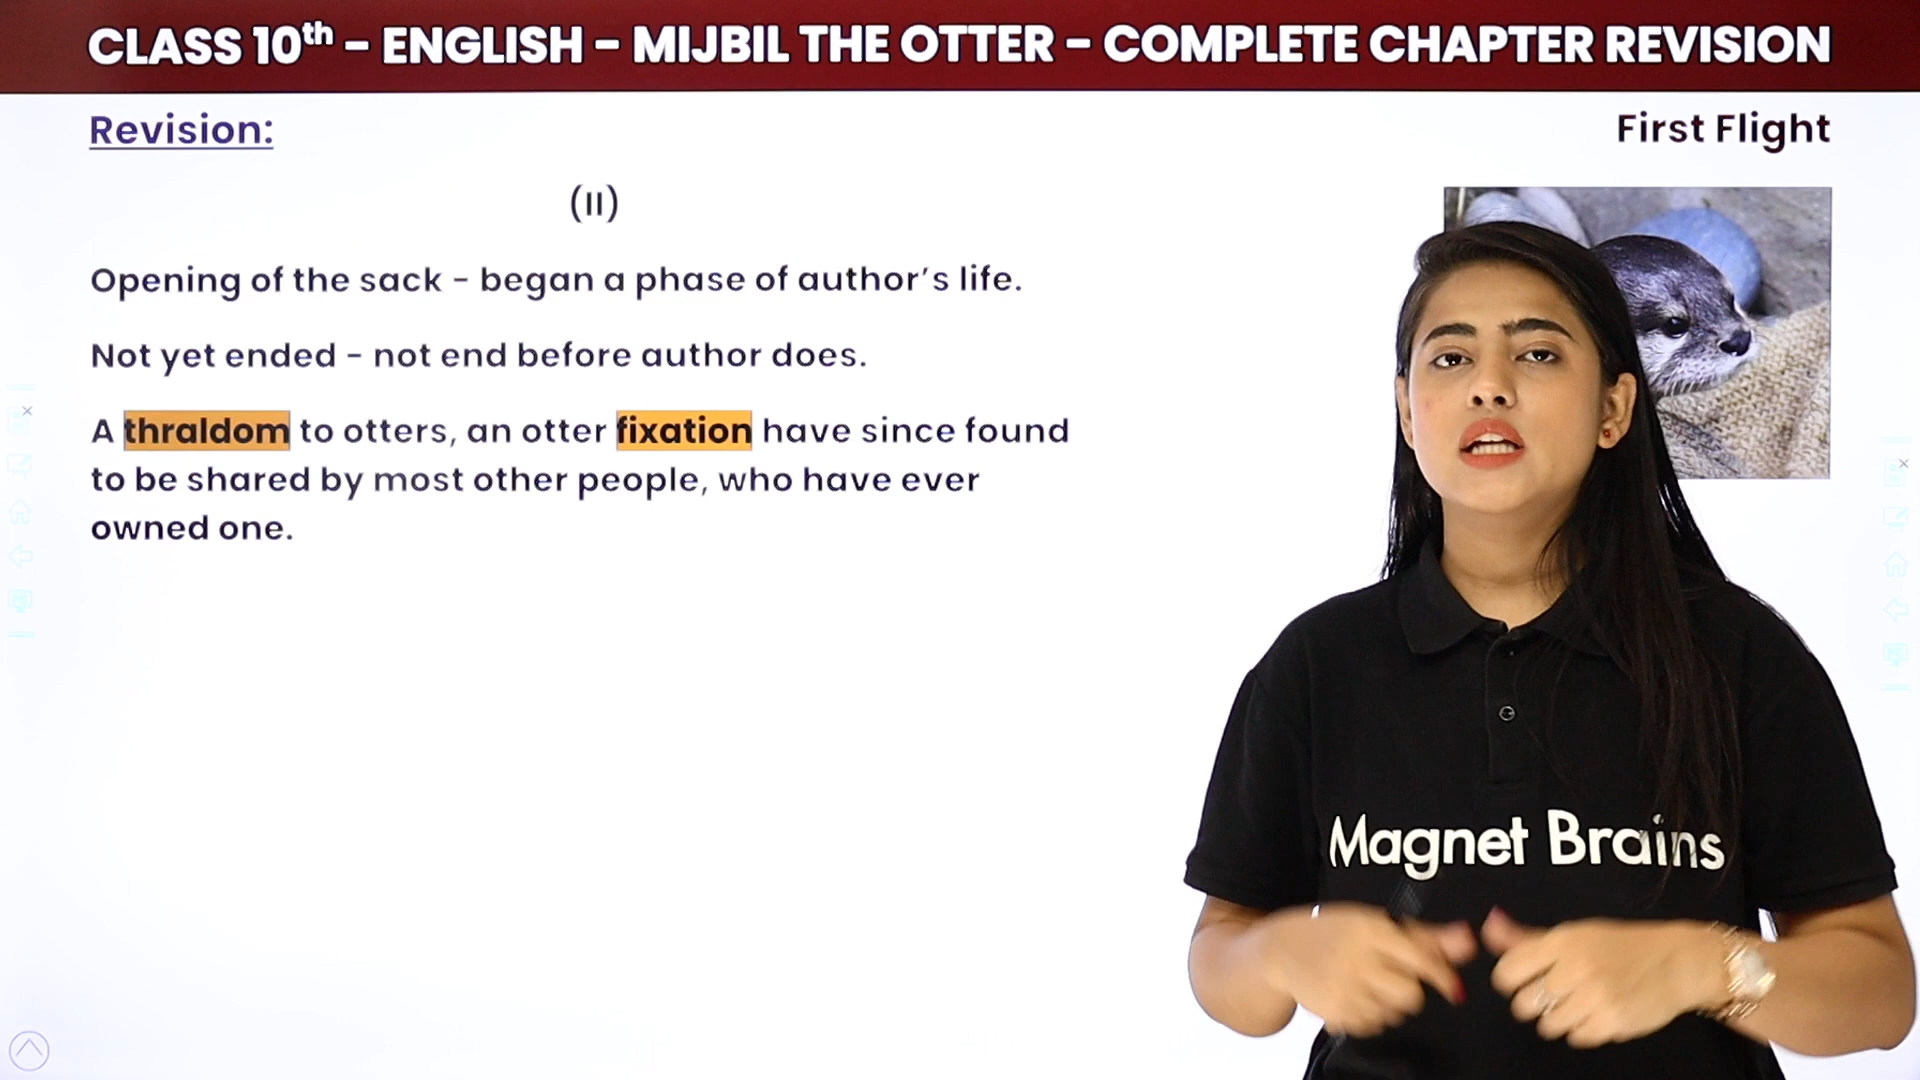 CLASS 10th – ENGLISH – MIJBIL THE OTTER – COMPLETE CHAPTER REVISION
Revision:
First Flight
(II)
Opening of the sack – began a phase of author's life.
Not yet ended – not end before author does.
A thraldom to otters, an otter fixation have since found
to be shared by most other people, who have ever
owned one.
Magnet Brains